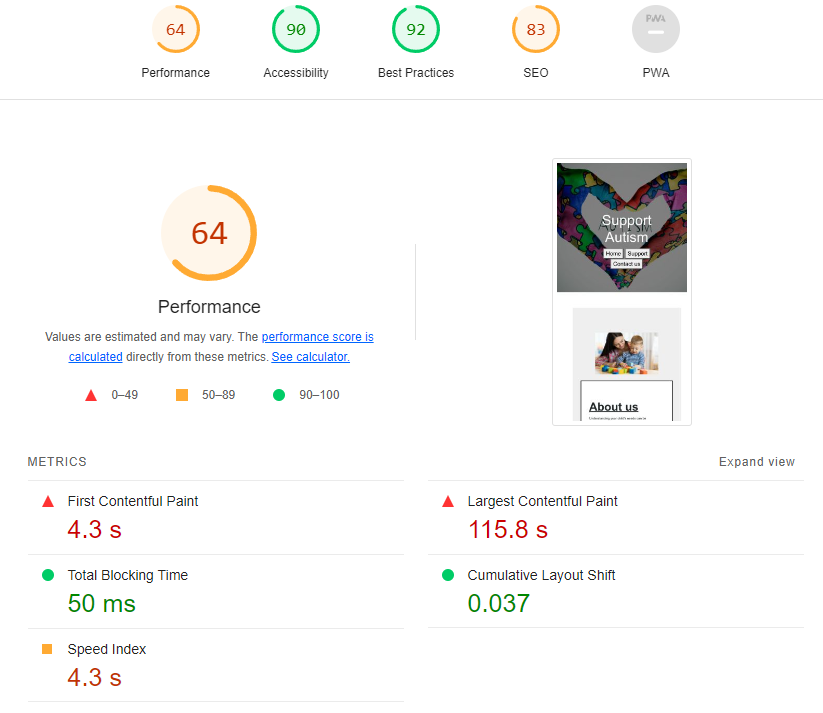 64
90
92
83
PWA
Performance
Accessibility
Best Practices
SEO
PWA
64
Performance
Values are estimated and may vary. The performance score is
calculated directly from these metrics. See calculator.
0–49
50–89
90–100
Support
Autism
Home
Support
Contact us
About us
METRICS
Expand view
First Contentful Paint
4.3 s
Largest Contentful Paint
115.8 s
Total Blocking Time
50 ms
Cumulative Layout Shift
0.037
Speed Index
4.3 s